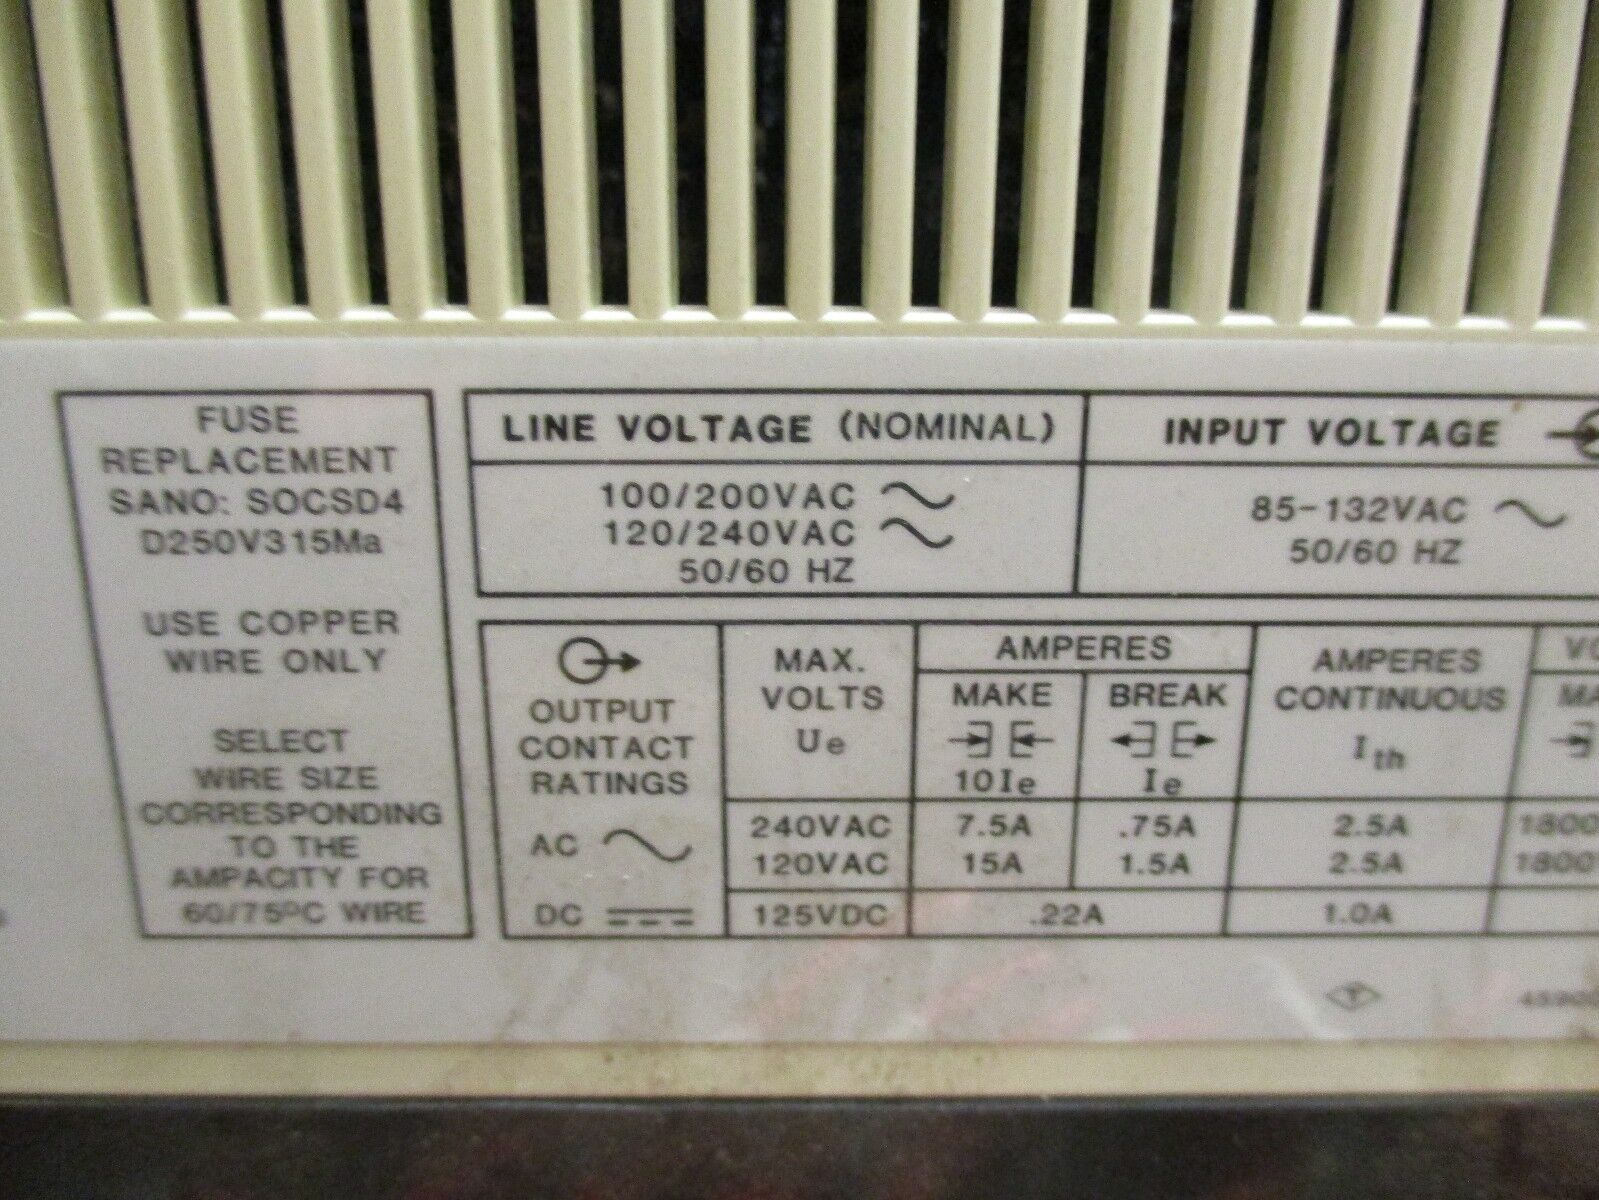 FUSE
REPLACEMENT
SANO: SOCSD4
D250V315Ma
USE COPPER
WIRE ONLY
SELECT
WIRE SIZE
CORRESPONDING
TO THE
AMPACITY FOR
60/75ºC WIRE
LINE VOLTAGE (NOMINAL)
100/200VAC
120/240VAC
50/60 HZ
INPUT VOLTAGE
85-132VAC
50/60 HZ
OUTPUT
CONTACT
RATINGS
AC
DC
MAX.
VOLTS
Ue
AMPERES
MAKE
10Ie
BREAK
Ie
AMPERES
CONTINUOUS
Ith
240VAC 7.5A .75A 2.5A 1800
120VAC 15A 1.5A 2.5A 1800
125VDC .22A 1.0A
T